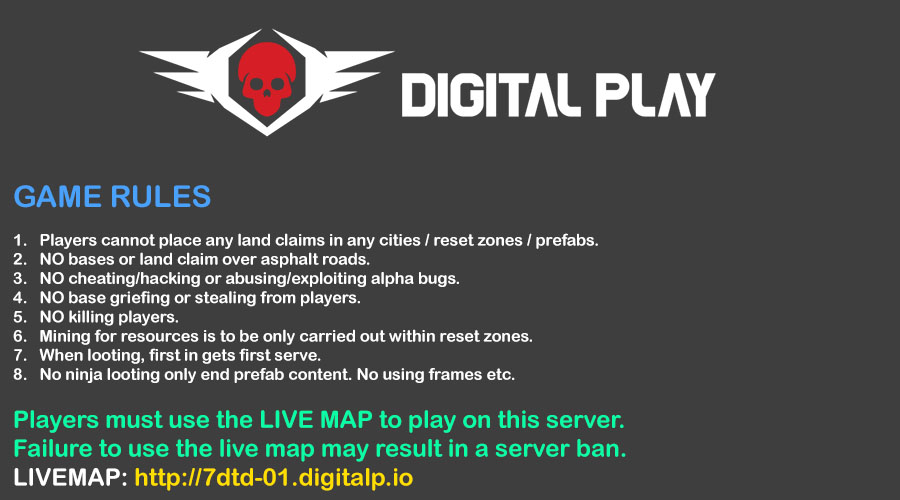 DIGITAL PLAY
GAME RULES
1. Players cannot place any land claims in any cities / reset zones / prefabs.
2. NO bases or land claim over asphalt roads.
3. NO cheating/hacking or abusing/exploiting alpha bugs.
4. NO base griefing or stealing from players.
5. NO killing players.
6. Mining for resources is to be only carried out within reset zones.
7. When looting, first in gets first serve.
8. No ninja looting only end prefab content. No using frames etc.
Players must use the LIVE MAP to play on this server.
Failure to use the live map may result in a server ban.
LIVEMAP: http://7dtd-01.digitalp.io